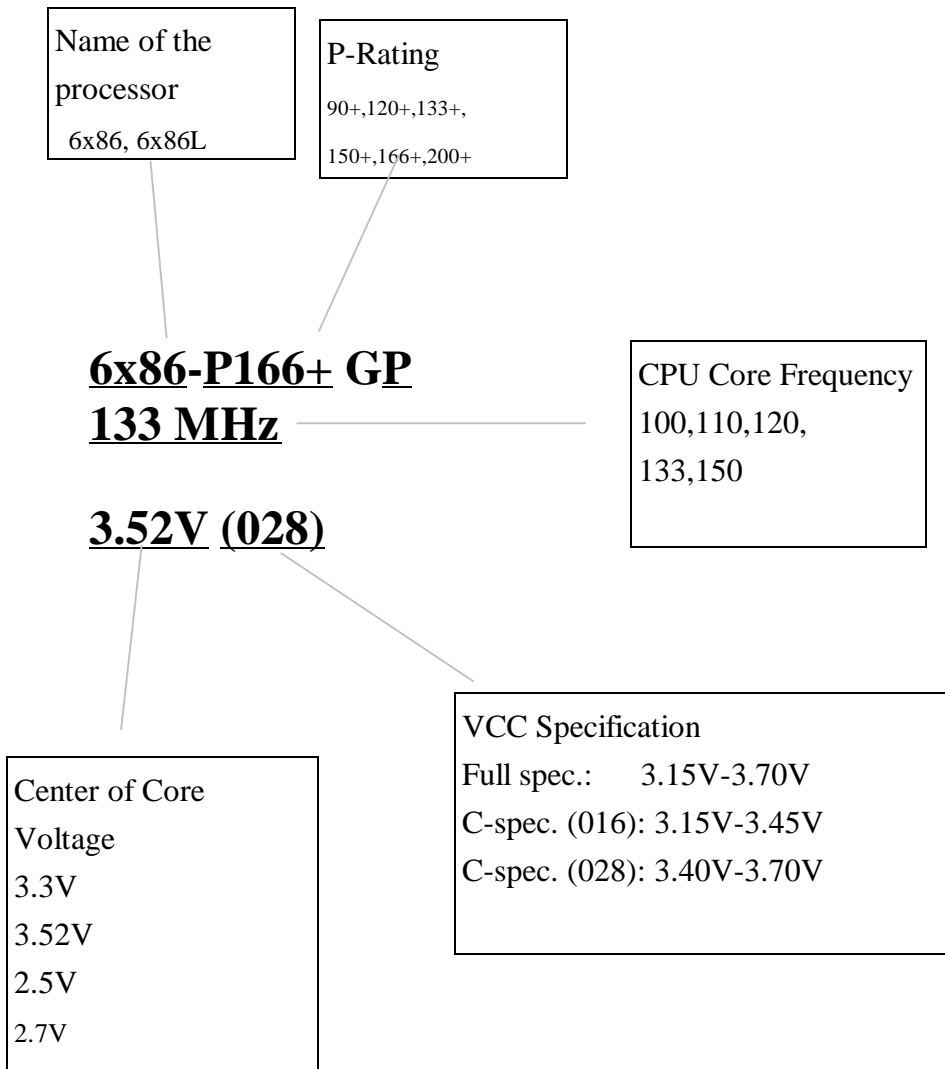 Name of the
processor
6x86, 6x86L
P-Rating
90+,120+,133+,
150+,166+,200+
6x86-P166+ GP
133 MHz
3.52V (028)
CPU Core Frequency
100,110,120,
133,150
VCC Specification
Full spec.: 3.15V-3.70V
C-spec. (016): 3.15V-3.45V
C-spec. (028): 3.40V-3.70V
Center of Core
Voltage
3.3V
3.52V
2.5V
2.7V